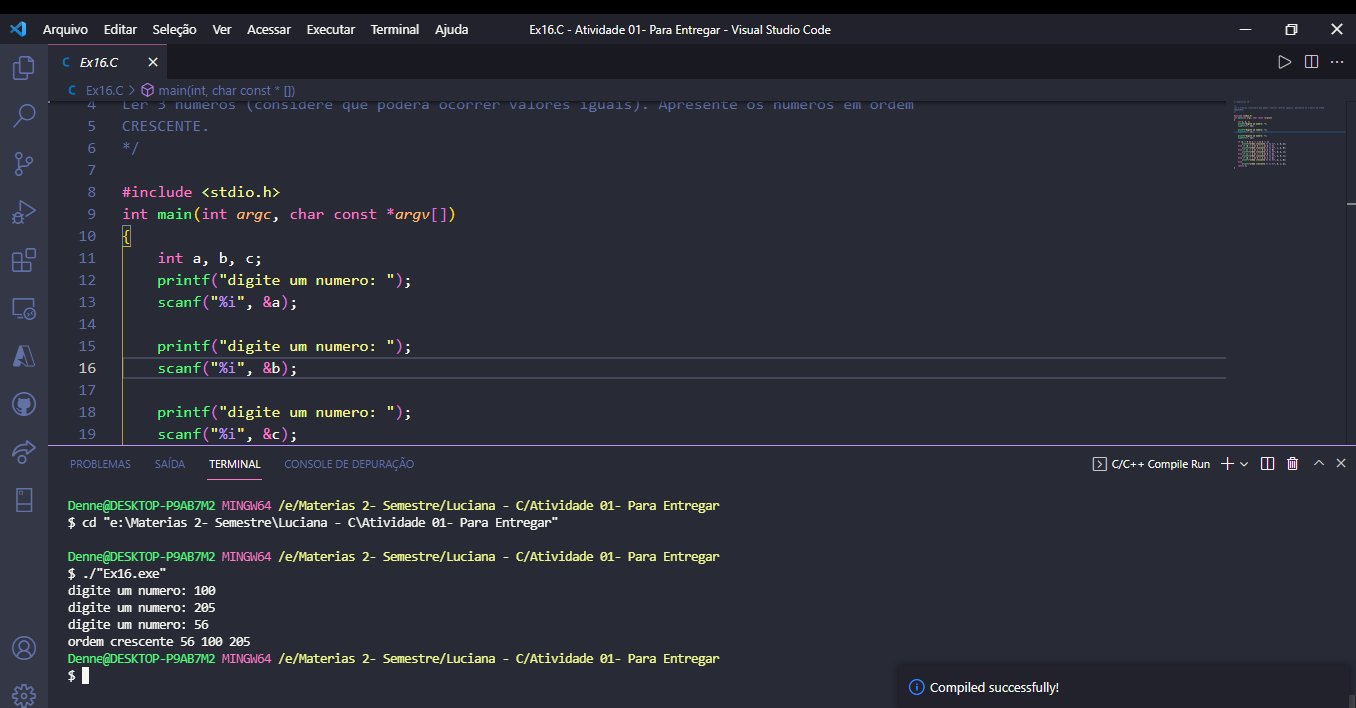 Arquivo Editar Seleção Ver Acessar Executar Terminal Ajuda Ex16.C - Atividade 01- Para Entregar - Visual Studio Code
C Ex16.C
C Ex16.C > main(int, char const * [])
4 Ler 3 numeros (considere que podera ocorrer valores iguais). Apresente os numeros em ordem
5 CRESCENTE.
6 */
7
8 #include <stdio.h>
9 int main(int argc, char const *argv[])
10 {
11 int a, b, c;
12 printf("digite um numero: ");
13 scanf("%i", &a);
14
15 printf("digite um numero: ");
16 scanf("%i", &b);
17
18 printf("digite um numero: ");
19 scanf("%i", &c);
PROBLEMAS SAÍDA TERMINAL CONSOLE DE DEPURAÇÃO C/C++ Compile Run
Denne@DESKTOP-P9AB7M2 MINGW64 /e/Materias 2- Semestre/Luciana - C/Atividade 01- Para Entregar
$ cd "e:\Materias 2- Semestre\Luciana - C\Atividade 01- Para Entregar"
Denne@DESKTOP-P9AB7M2 MINGW64 /e/Materias 2- Semestre/Luciana - C/Atividade 01- Para Entregar
$ ./"Ex16.exe"
digite um numero: 100
digite um numero: 205
digite um numero: 56
ordem crescente 56 100 205
Denne@DESKTOP-P9AB7M2 MINGW64 /e/Materias 2- Semestre/Luciana - C/Atividade 01- Para Entregar
$
Compiled successfully!